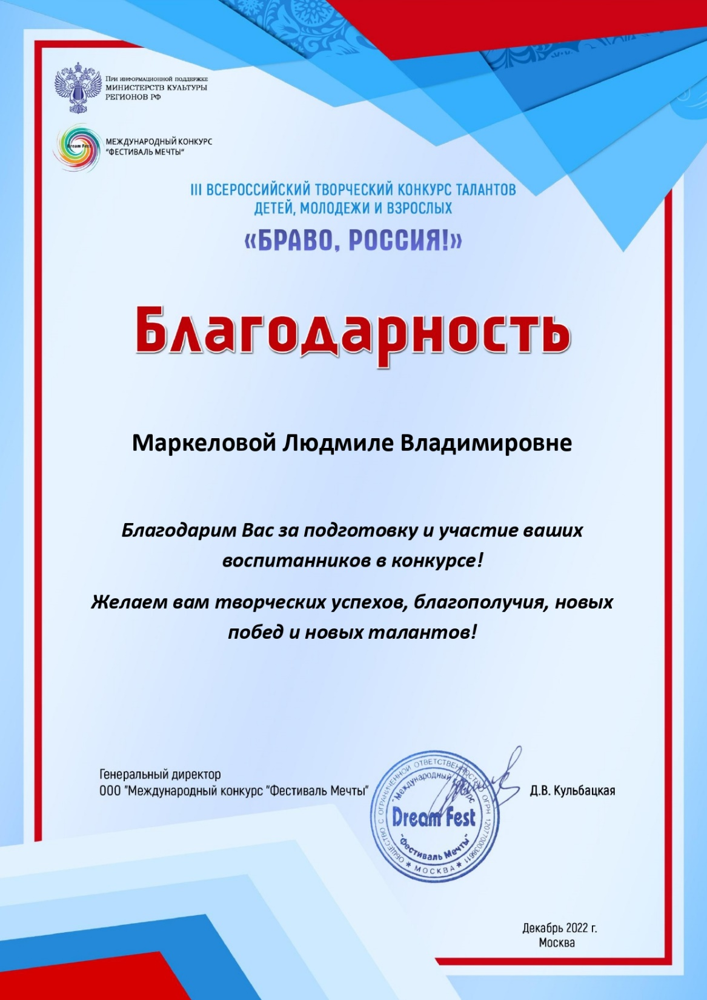 При информационной поддержке
МИНИСТЕРСТВ КУЛЬТУРЫ
РЕГИОНОВ РФ
Dream Fest
МЕЖДУНАРОДНЫЙ КОНКУРС
"ФЕСТИВАЛЬ МЕЧТЫ"
III ВСЕРОССИЙСКИЙ ТВОРЧЕСКИЙ КОНКУРС ТАЛАНТОВ
ДЕТЕЙ, МОЛОДЕЖИ И ВЗРОСЛЫХ
«БРАВО, РОССИЯ!»
Благодарность
Маркеловой Людмиле Владимировне
Благодарим Вас за подготовку и участие ваших
воспитанников в конкурсе!
Желаем вам творческих успехов, благополучия, новых
побед и новых талантов!
Генеральный директор
ООО "Международный конкурс "Фестиваль Мечты"
ОБЩЕСТВО С ОГРАНИЧЕННОЙ ОТВЕТСТВЕННОСТЬЮ ОГРН 1207700038611
"Международный конкурс
Dream Fest
"Фестиваль Мечты"
* МОСКВА *
Д.В. Кульбацкая
Декабрь 2022 г.
Москва